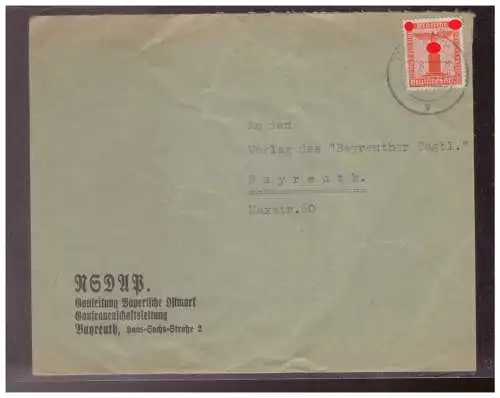 An den
Verlag des "Bayreuther Tagbl."
Bayreuth.
Maxstr.60
NSDAP.
Gauleitung Bayerische Ostmark
Gaufrauenschaftsleitung
Bayreuth, Hans-Sachs-Straße 2